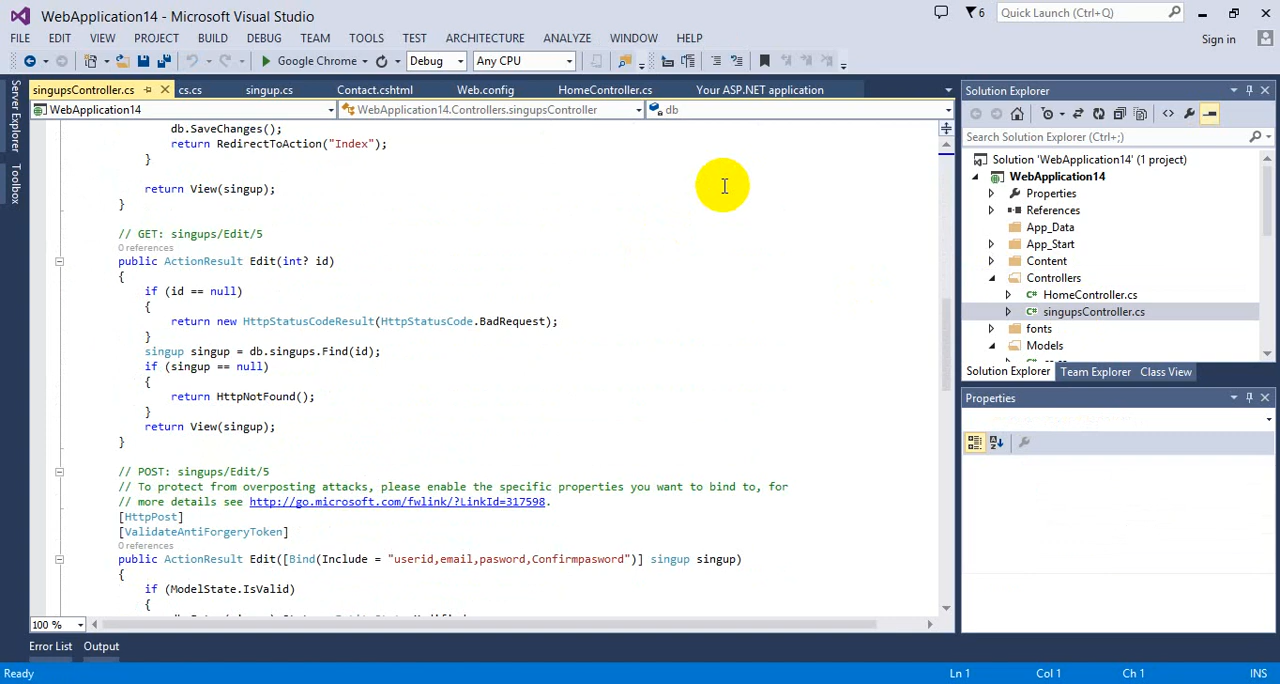 WebApplication14 - Microsoft Visual Studio
6
Quick Launch (Ctrl+Q)
FILE EDIT VIEW PROJECT BUILD DEBUG TEAM TOOLS TEST ARCHITECTURE ANALYZE WINDOW HELP
Sign in
Google Chrome Debug Any CPU
Server Explorer
Toolbox
singupsController.cs cs.cs singup.cs Contact.cshtml Web.config HomeController.cs Your ASP.NET application
WebApplication14 WebApplication14.Controllers.singupsController db
db.SaveChanges();
return RedirectToAction("Index");
}
return View(singup);
}
// GET: singups/Edit/5
0 references
public ActionResult Edit(int? id)
{
if (id == null)
{
return new HttpStatusCodeResult(HttpStatusCode.BadRequest);
}
singup singup = db.singups.Find(id);
if (singup == null)
{
return HttpNotFound();
}
return View(singup);
}
// POST: singups/Edit/5
// To protect from overposting attacks, please enable the specific properties you want to bind to, for
// more details see http://go.microsoft.com/fwlink/?LinkId=317598.
[HttpPost]
[ValidateAntiForgeryToken]
0 references
public ActionResult Edit([Bind(Include = "userid,email,pasword,Confirmpasword")] singup singup)
{
if (ModelState.IsValid)
{
100 %
Solution Explorer
Search Solution Explorer (Ctrl+;)
Solution 'WebApplication14' (1 project)
WebApplication14
Properties
References
App_Data
App_Start
Content
Controllers
HomeController.cs
singupsController.cs
fonts
Models
Solution Explorer Team Explorer Class View
Properties
Error List Output
Ready Ln 1 Col 1 Ch 1 INS